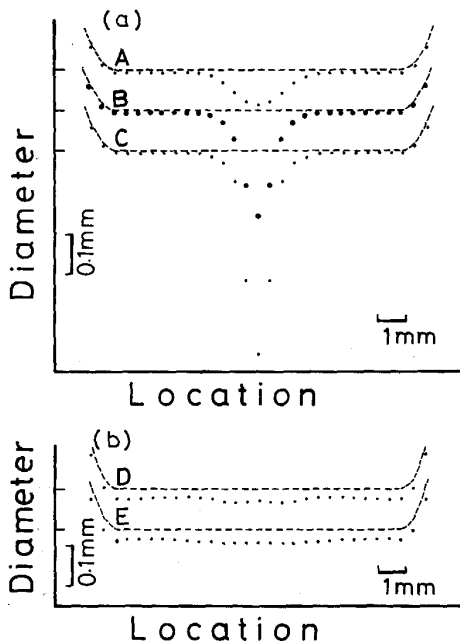 (a)
A
B
C
Diameter
0.1mm
1mm
Location
(b)
D
E
Diameter
0.1mm
1mm
Location